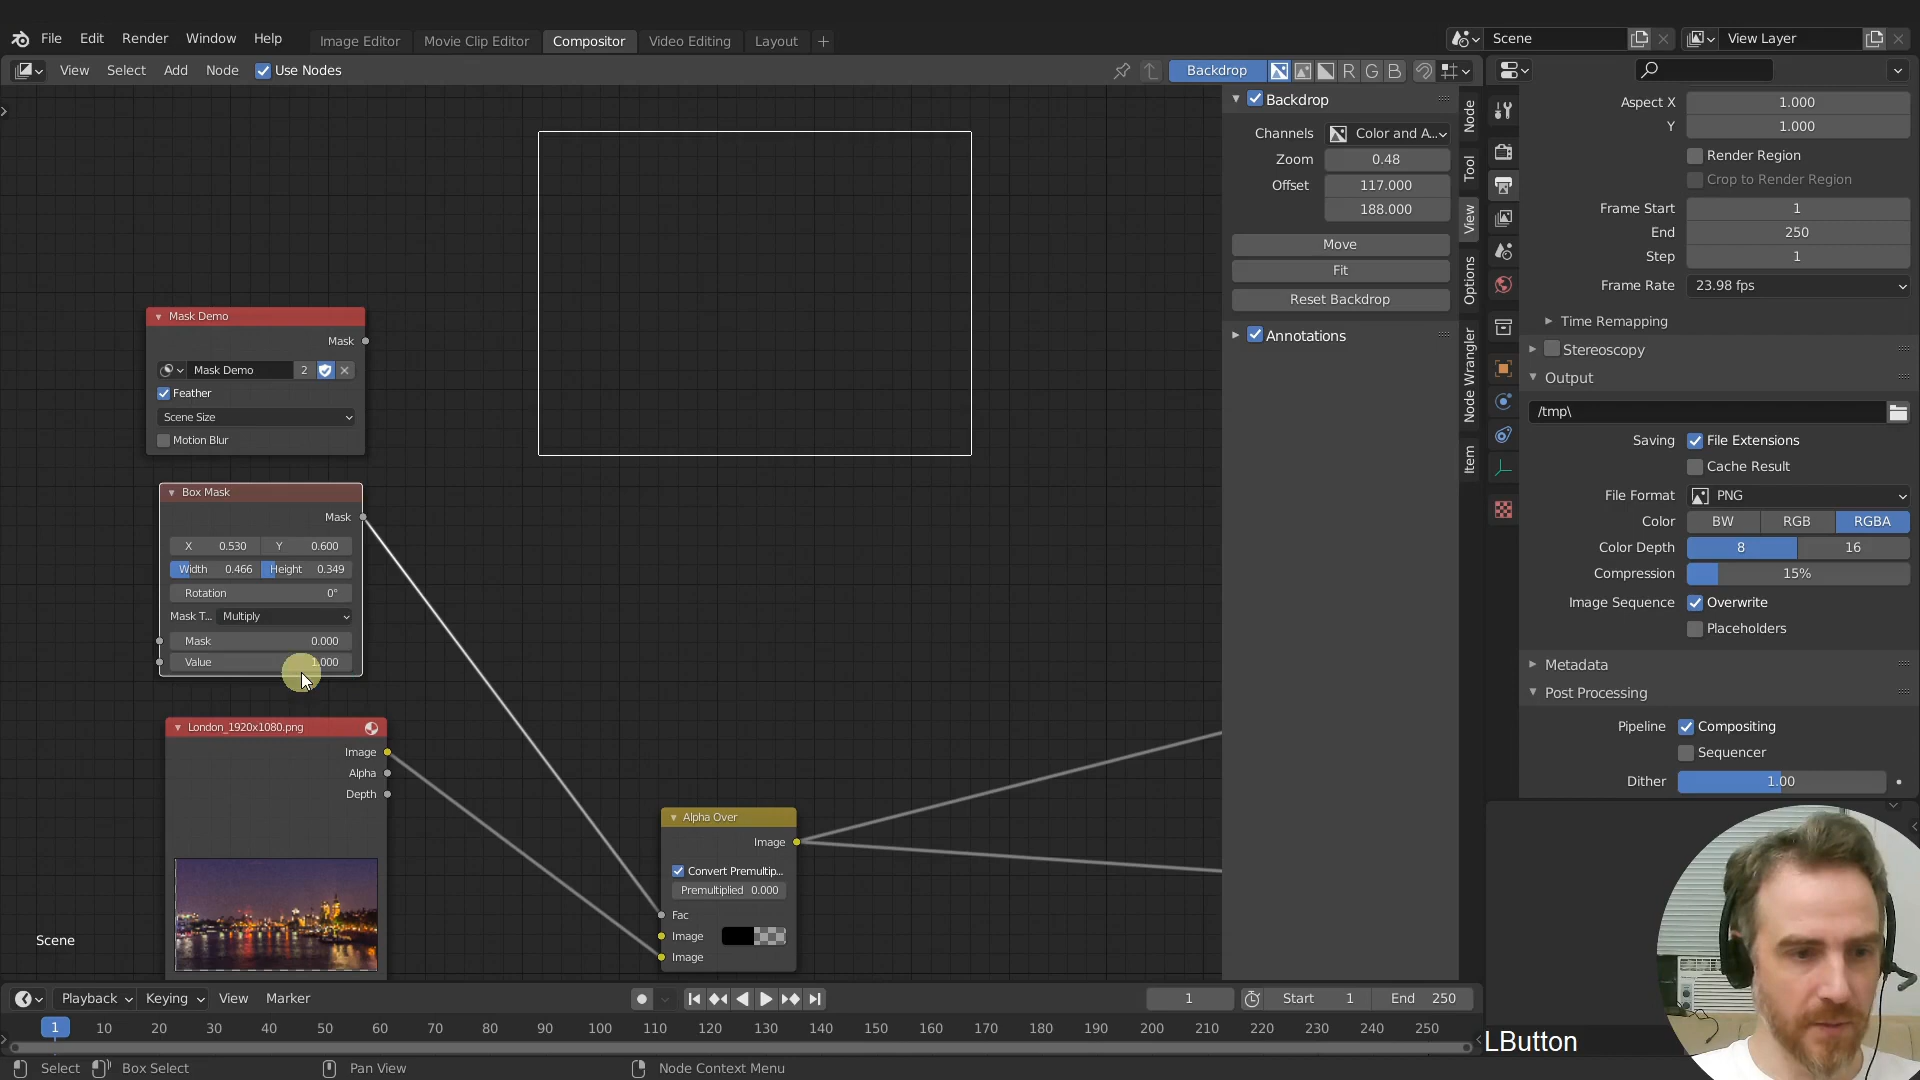 File Edit Render Window Help Image Editor Movie Clip Editor Compositor Video Editing Layout + Scene View Layer
View Select Add Node Use Nodes Backdrop R G B
Backdrop
Channels Color and A...
Zoom 0.48
Offset 117.000
188.000
Move
Fit
Reset Backdrop
Annotations
Node
Tool
View
Options
Node Wrangler
Item
Aspect X 1.000
Y 1.000
Render Region
Crop to Render Region
Frame Start 1
End 250
Step 1
Frame Rate 23.98 fps
Time Remapping
Stereoscopy
Output
/tmp\
Saving File Extensions
Cache Result
File Format PNG
Color BW RGB RGBA
Color Depth 8 16
Compression 15%
Image Sequence Overwrite
Placeholders
Metadata
Post Processing
Pipeline Compositing
Sequencer
Dither 1.00
Mask Demo
Mask
Mask Demo 2
Feather
Scene Size
Motion Blur
Box Mask
Mask
X 0.530 Y 0.600
Width 0.466 Height 0.349
Rotation 0°
Mask T... Multiply
Mask 0.000
Value 1.000
London_1920x1080.png
Image
Alpha
Depth
Alpha Over
Image
Convert Premultip...
Premultiplied 0.000
Fac
Image
Image
Scene
Playback Keying View Marker 1 Start 1 End 250
1 10 20 30 40 50 60 70 80 90 100 110 120 130 140 150 160 170 180 190 200 210 220 230 240 250
Select Box Select Pan View Node Context Menu
LButton